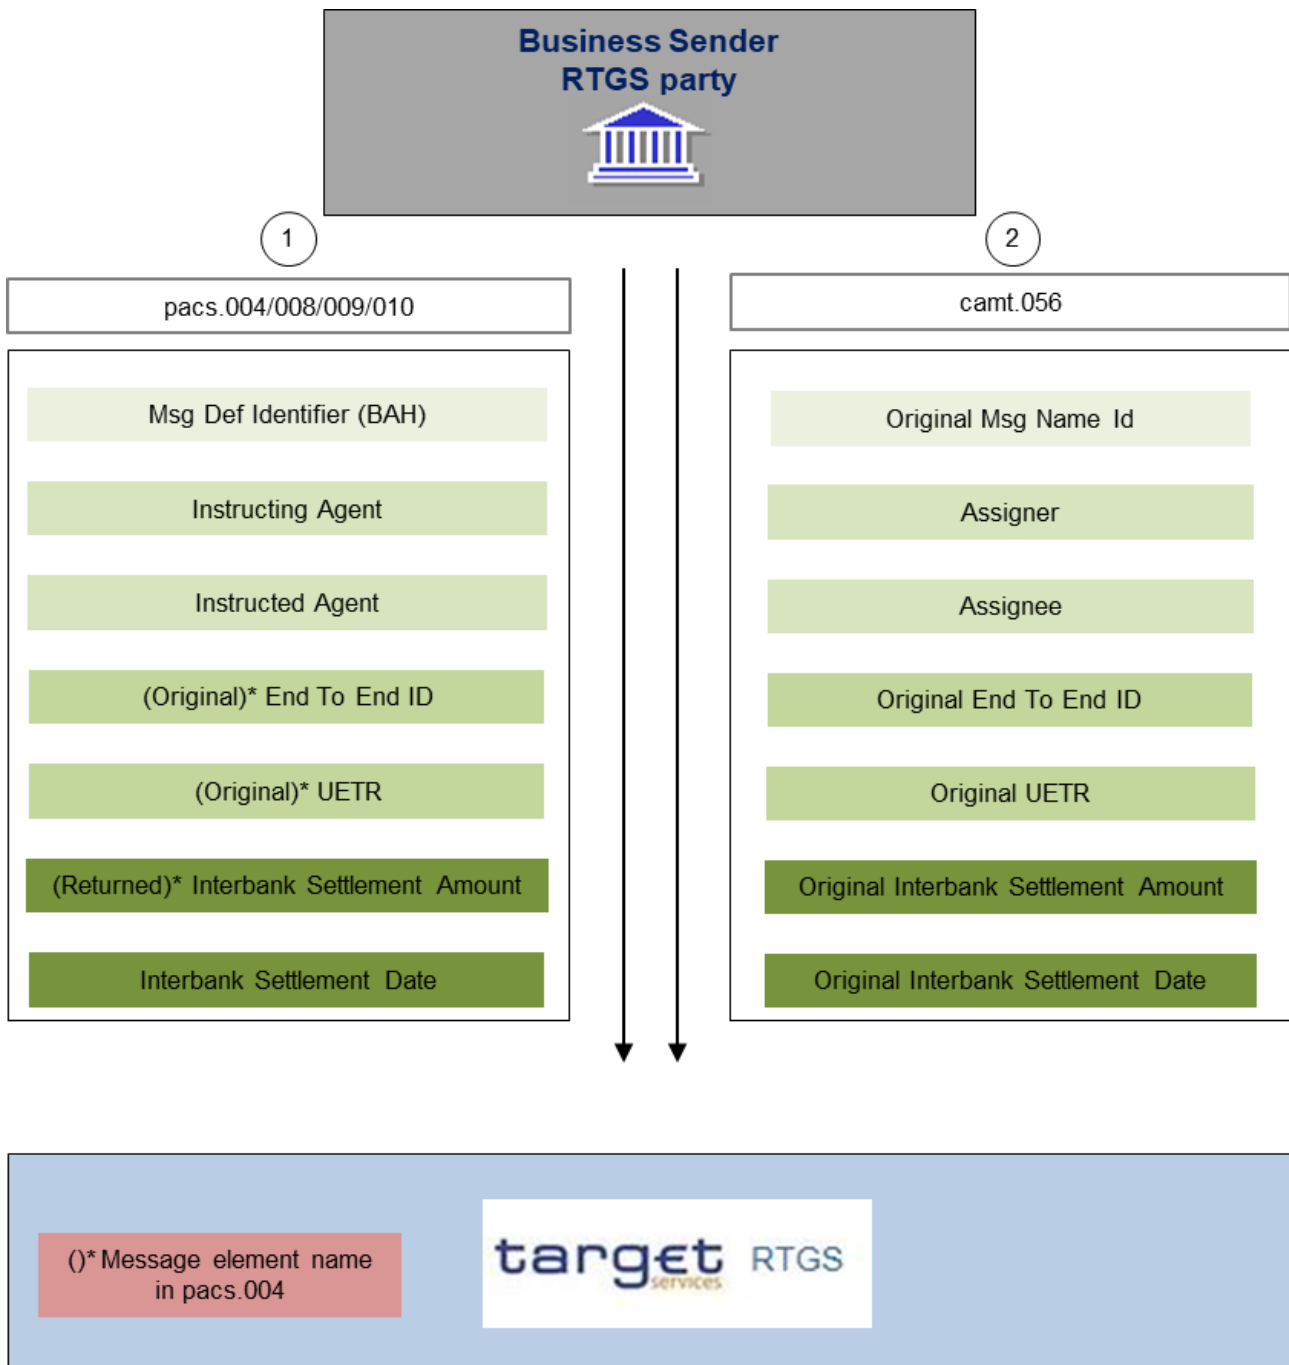 Business Sender
RTGS party
1
2
pacs.004/008/009/010
camt.056
Msg Def Identifier (BAH)
Instructing Agent
Instructed Agent
(Original)* End To End ID
(Original)* UETR
(Returned)* Interbank Settlement Amount
Interbank Settlement Date
Original Msg Name Id
Assigner
Assignee
Original End To End ID
Original UETR
Original Interbank Settlement Amount
Original Interbank Settlement Date
()* Message element name
in pacs.004
target RTGS
services